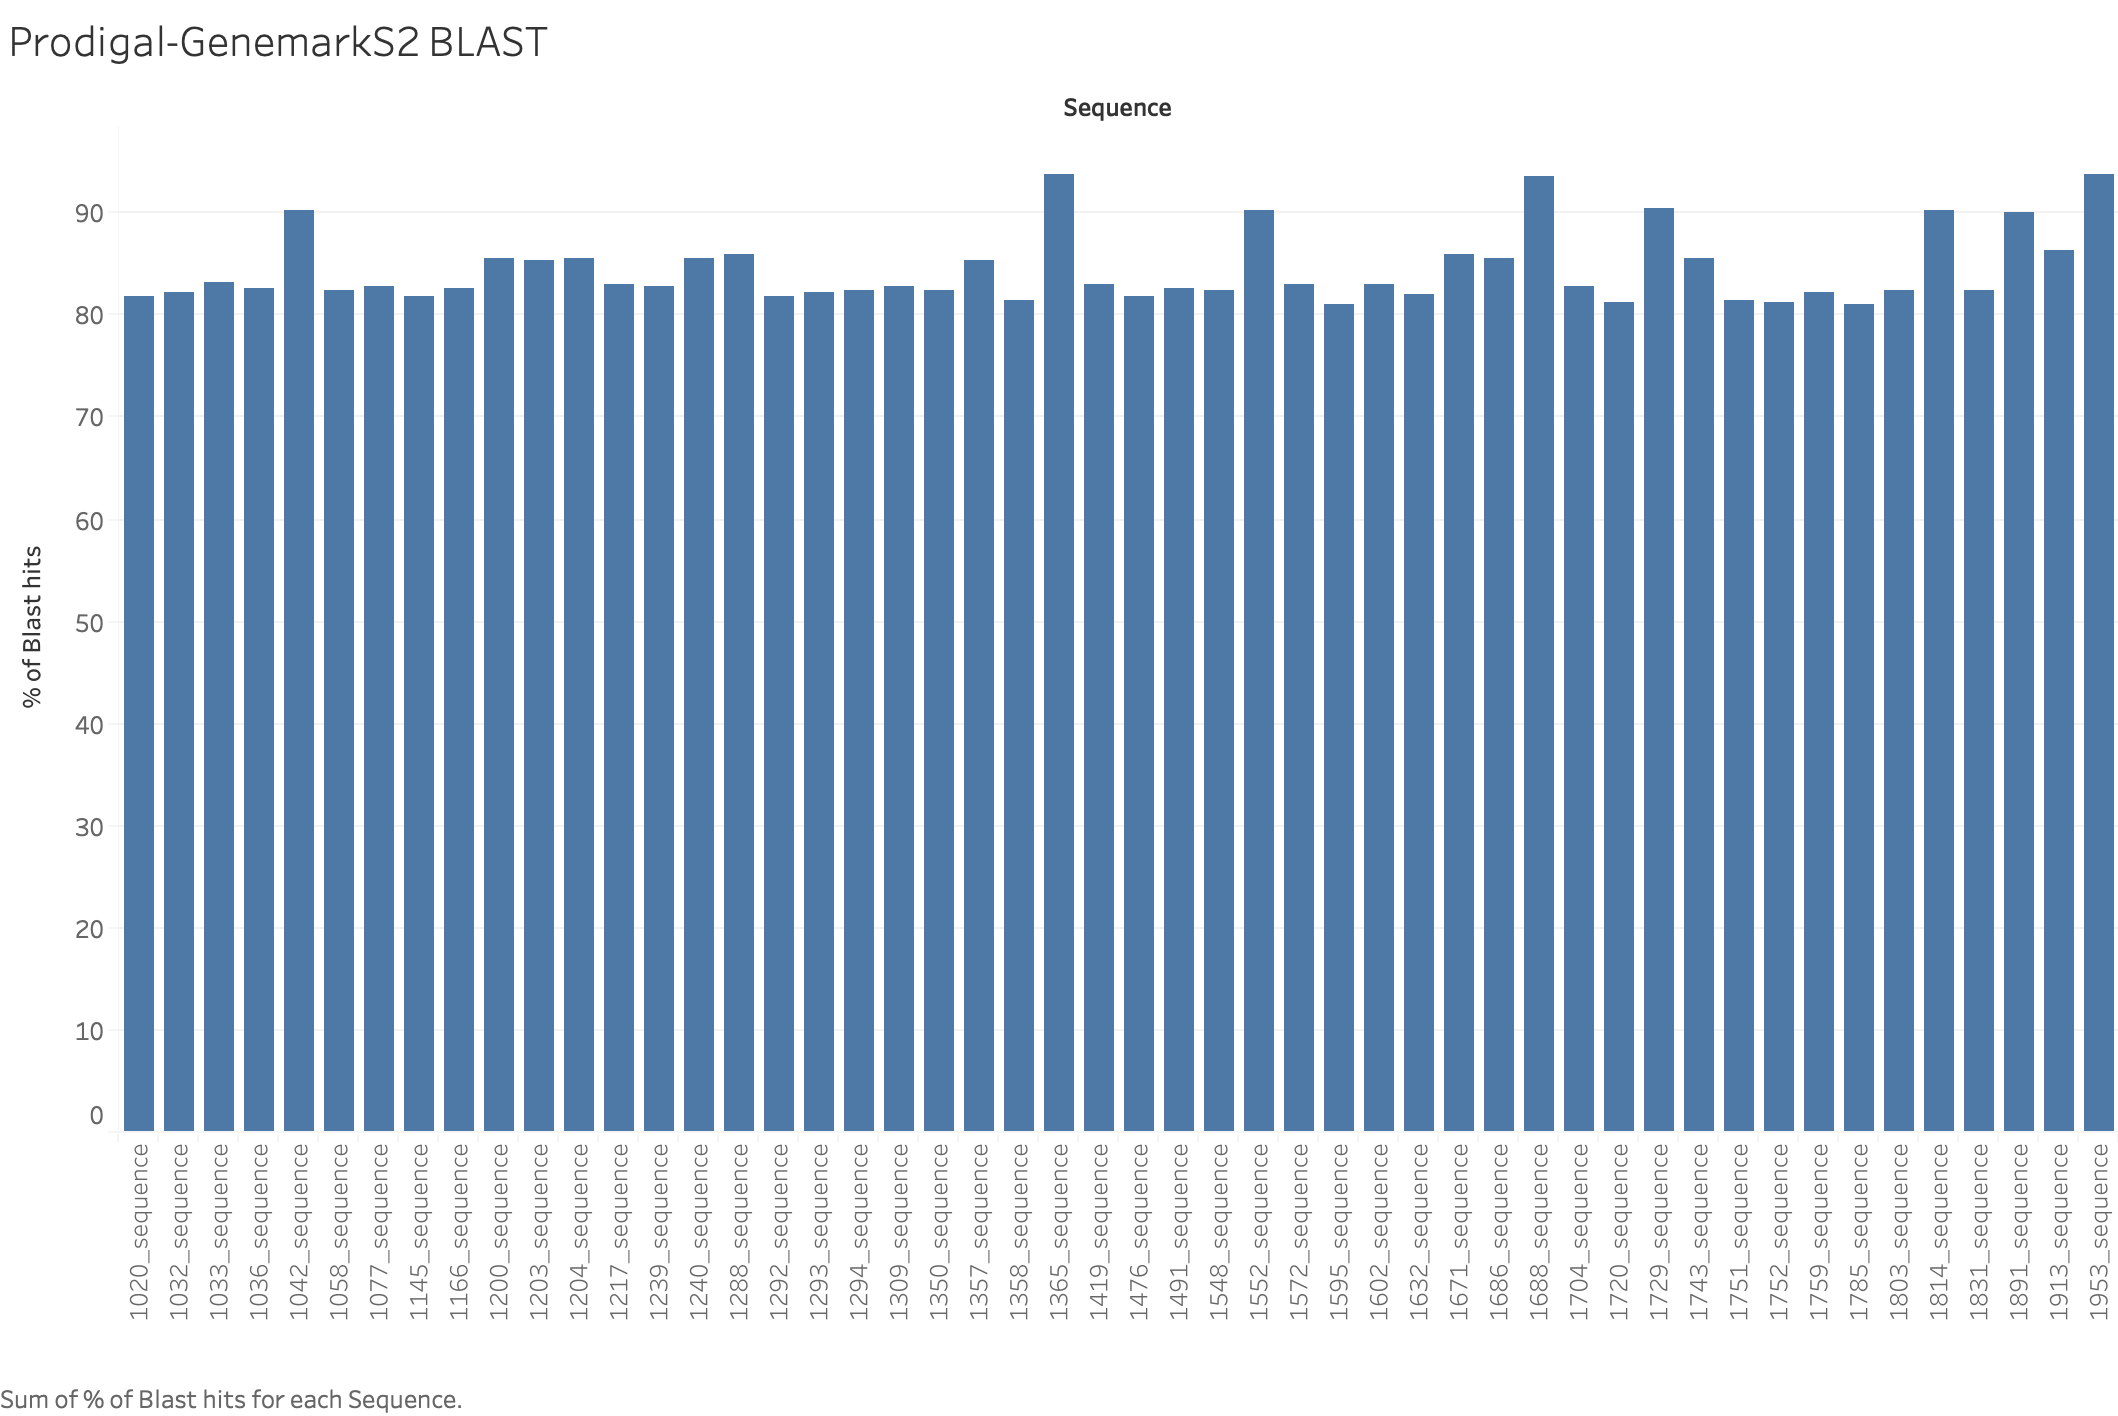 Prodigal-GenemarkS2 BLAST
Sequence
% of Blast hits
90
80
70
60
50
40
30
20
10
0
1020_sequence
1032_sequence
1033_sequence
1036_sequence
1042_sequence
1058_sequence
1077_sequence
1145_sequence
1166_sequence
1200_sequence
1203_sequence
1204_sequence
1217_sequence
1239_sequence
1240_sequence
1288_sequence
1292_sequence
1293_sequence
1294_sequence
1309_sequence
1350_sequence
1357_sequence
1358_sequence
1365_sequence
1419_sequence
1476_sequence
1491_sequence
1548_sequence
1552_sequence
1572_sequence
1595_sequence
1602_sequence
1632_sequence
1671_sequence
1686_sequence
1688_sequence
1704_sequence
1720_sequence
1729_sequence
1743_sequence
1751_sequence
1752_sequence
1759_sequence
1785_sequence
1803_sequence
1814_sequence
1831_sequence
1891_sequence
1913_sequence
1953_sequence
Sum of % of Blast hits for each Sequence.